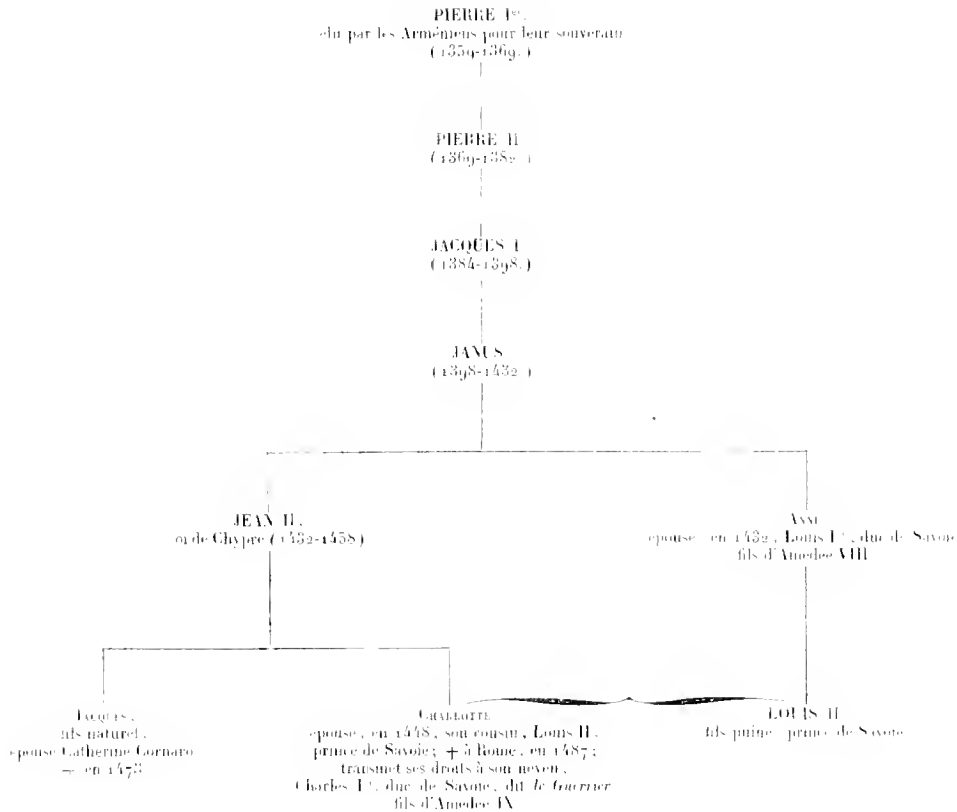 PIERRE Ier,
élu par les Arméniens pour leur souverain
(1359-1369.)
PIERRE II
(1369-1382.)
JACQUES I
(1384-1398.)
JANUS
(1398-1432.)
JEAN II,
roi de Chypre (1432-1458)
ANNE
épouse, en 1432, Louis Ier, duc de Savoie
fils d'Amédée VIII
JACQUES,
fils naturel,
épouse Catherine Cornaro
+ en 1473
CHARLOTTE
épouse, en 1448, son cousin, Louis II,
prince de Savoie; + à Rome, en 1487;
transmet ses droits à son neveu,
Charles Ier, duc de Savoie, dit le Guerrier
fils d'Amédée IX
LOUIS II
fils puîné, prince de Savoie